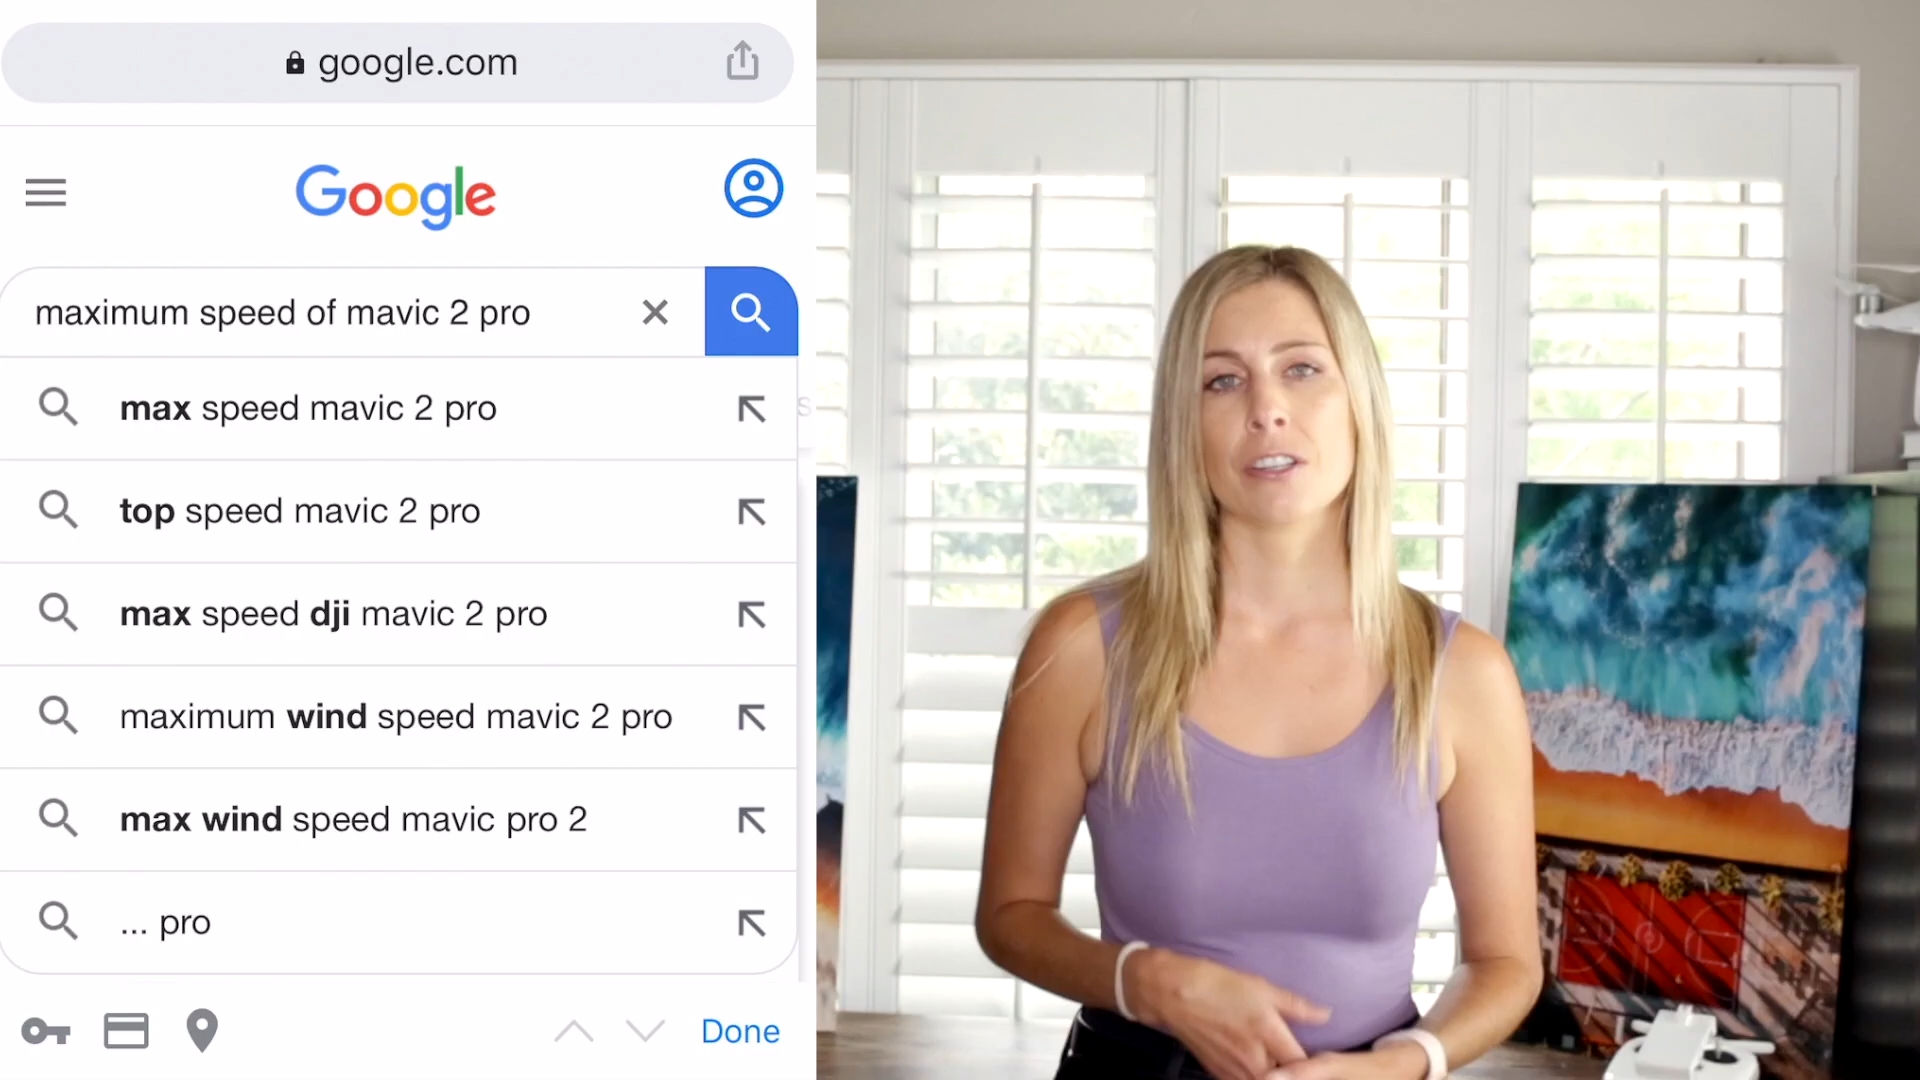 google.com
Google
maximum speed of mavic 2 pro
max speed mavic 2 pro
top speed mavic 2 pro
max speed dji mavic 2 pro
maximum wind speed mavic 2 pro
max wind speed mavic pro 2
... pro
Done